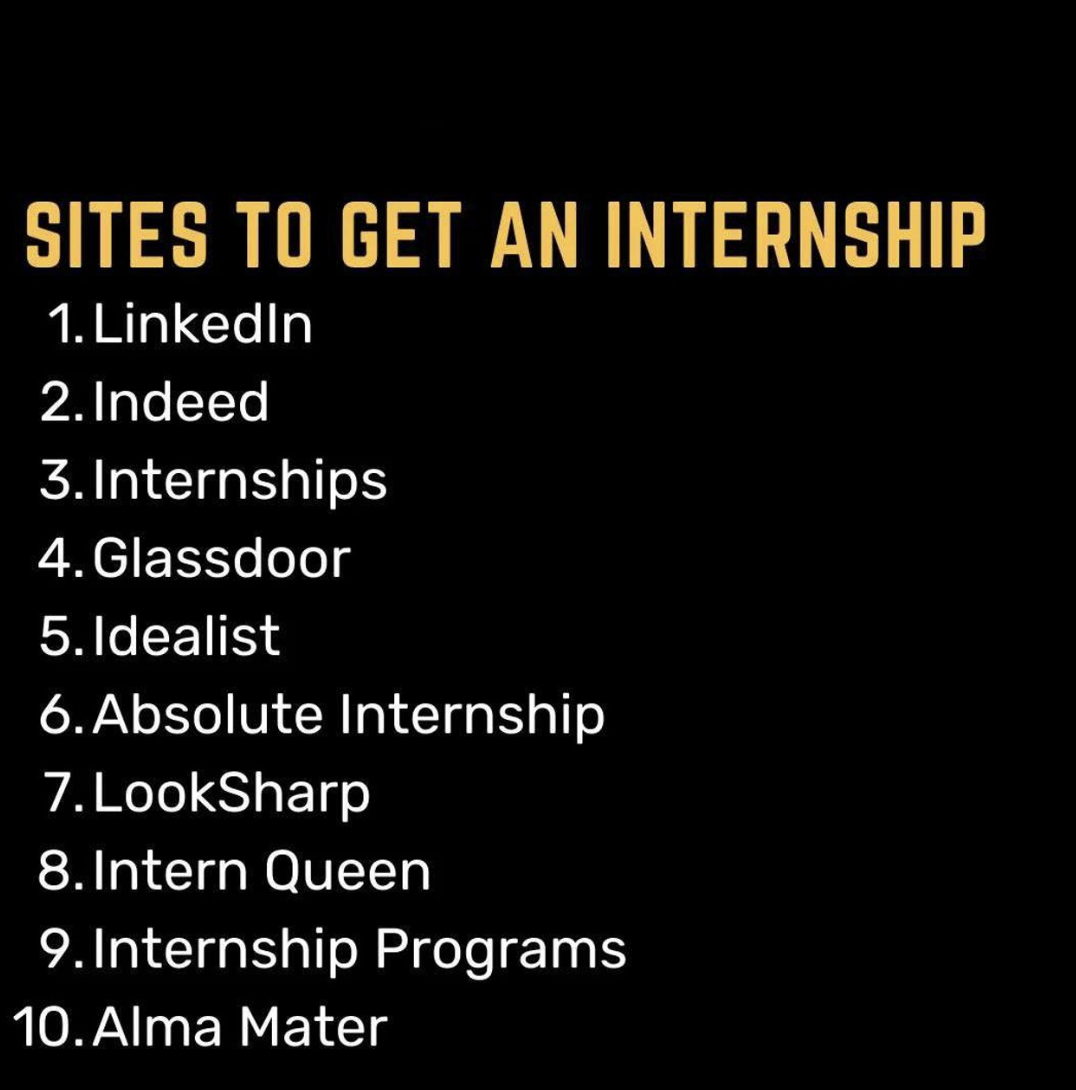 SITES TO GET AN INTERNSHIP
1. LinkedIn
2. Indeed
3. Internships
4. Glassdoor
5. Idealist
6. Absolute Internship
7. LookSharp
8. Intern Queen
9. Internship Programs
10. Alma Mater